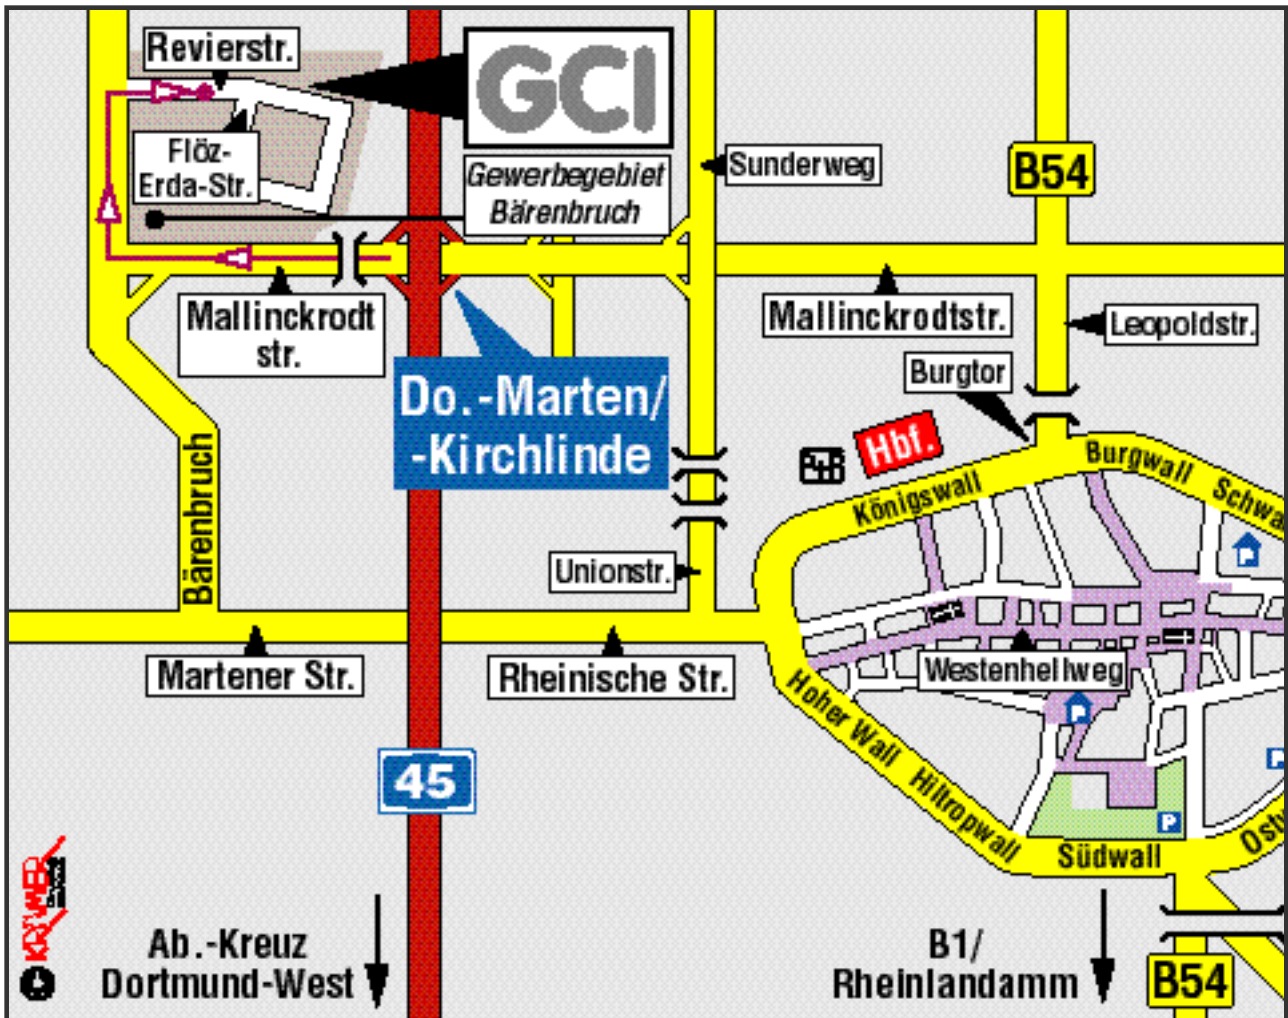 Revierstr.
GCI
Flöz-
Erda-Str.
Gewerbegebiet
Bärenbruch
Sunderweg
B54
Mallinckrodt
str.
Mallinckrodtstr.
Leopoldstr.
Burgtor
Do.-Marten/
-Kirchlinde
Hbf.
Burgwall
Schwa
Königswall
Bärenbruch
Unionstr.
P
Martener Str.
Rheinische Str.
Westenhellweg
P
Hoher Wall
Hiltropwall
45
P
P
Südwall
Ostw
Ab.-Kreuz
Dortmund-West
B1/
Rheinlandamm
B54